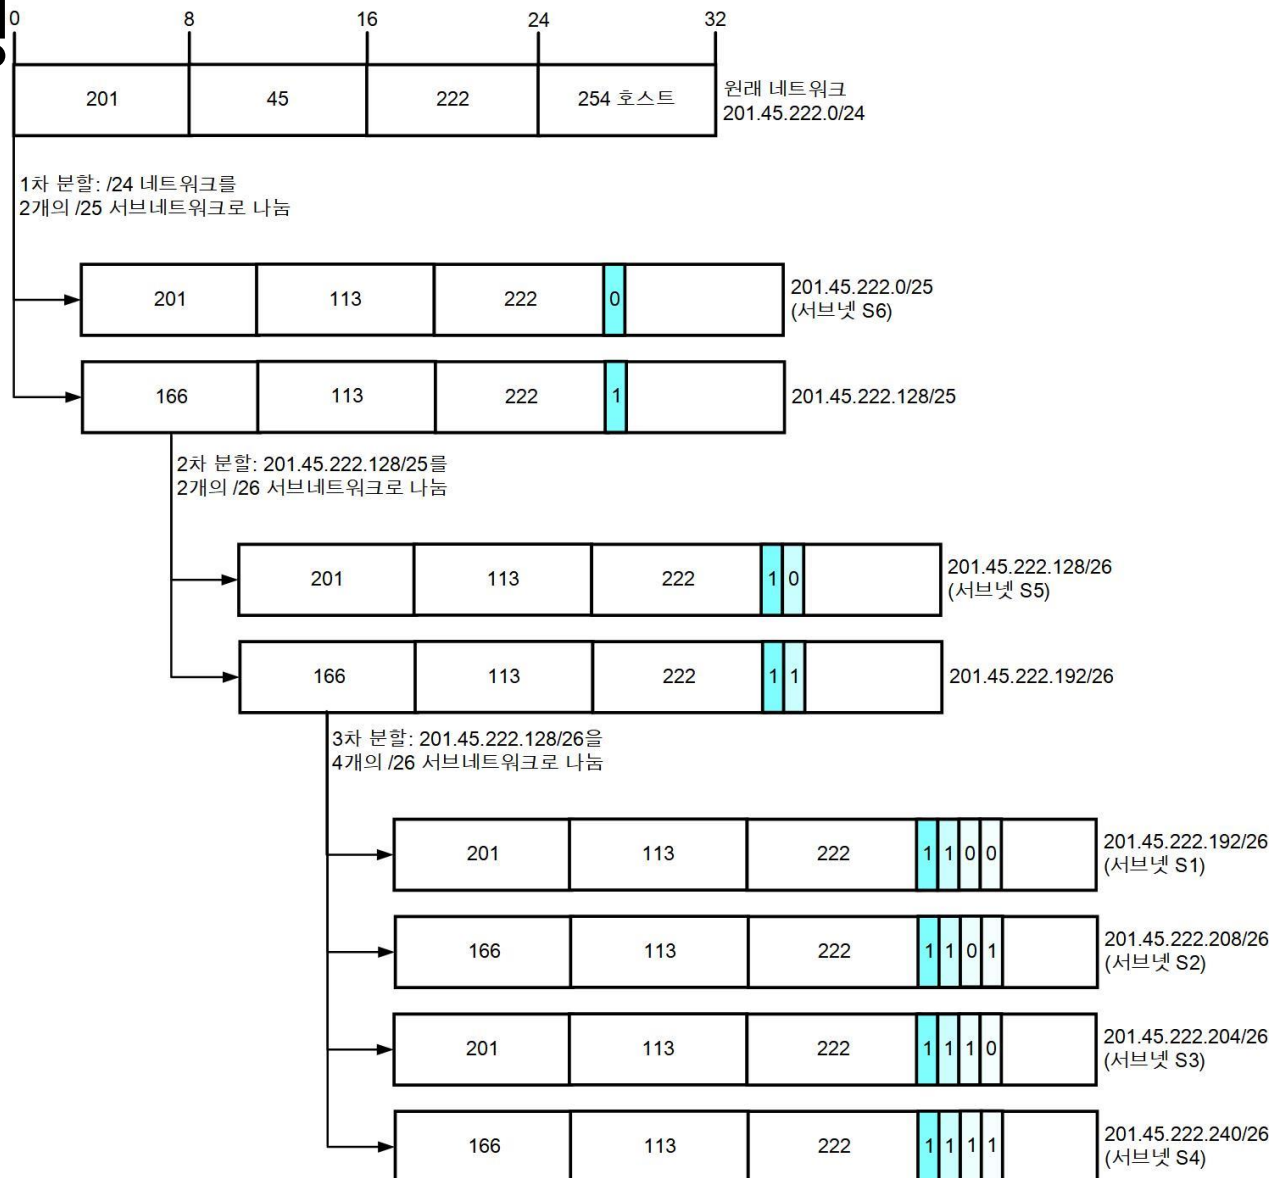 0 8 16 24 32
201 45 222 254 호스트
원래 네트워크
201.45.222.0/24
1차 분할: /24 네트워크를
2개의 /25 서브네트워크로 나눔
201 113 222 0
201.45.222.0/25
(서브넷 S6)
166 113 222 1
201.45.222.128/25
2차 분할: 201.45.222.128/25를
2개의 /26 서브네트워크로 나눔
201 113 222 1 0
201.45.222.128/26
(서브넷 S5)
166 113 222 1 1
201.45.222.192/26
3차 분할: 201.45.222.128/26을
4개의 /26 서브네트워크로 나눔
201 113 222 1 1 0 0
201.45.222.192/26
(서브넷 S1)
166 113 222 1 1 0 1
201.45.222.208/26
(서브넷 S2)
201 113 222 1 1 1 0
201.45.222.204/26
(서브넷 S3)
166 113 222 1 1 1 1
201.45.222.240/26
(서브넷 S4)